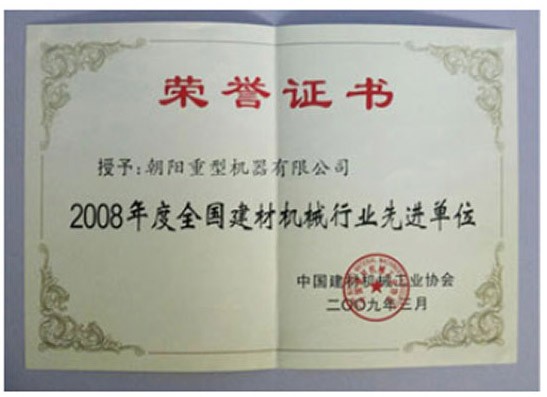 荣誉证书
授予:朝阳重型机器有限公司
2008年度全国建材机械行业先进单位
中国建材机械工业协会
二〇〇九年三月